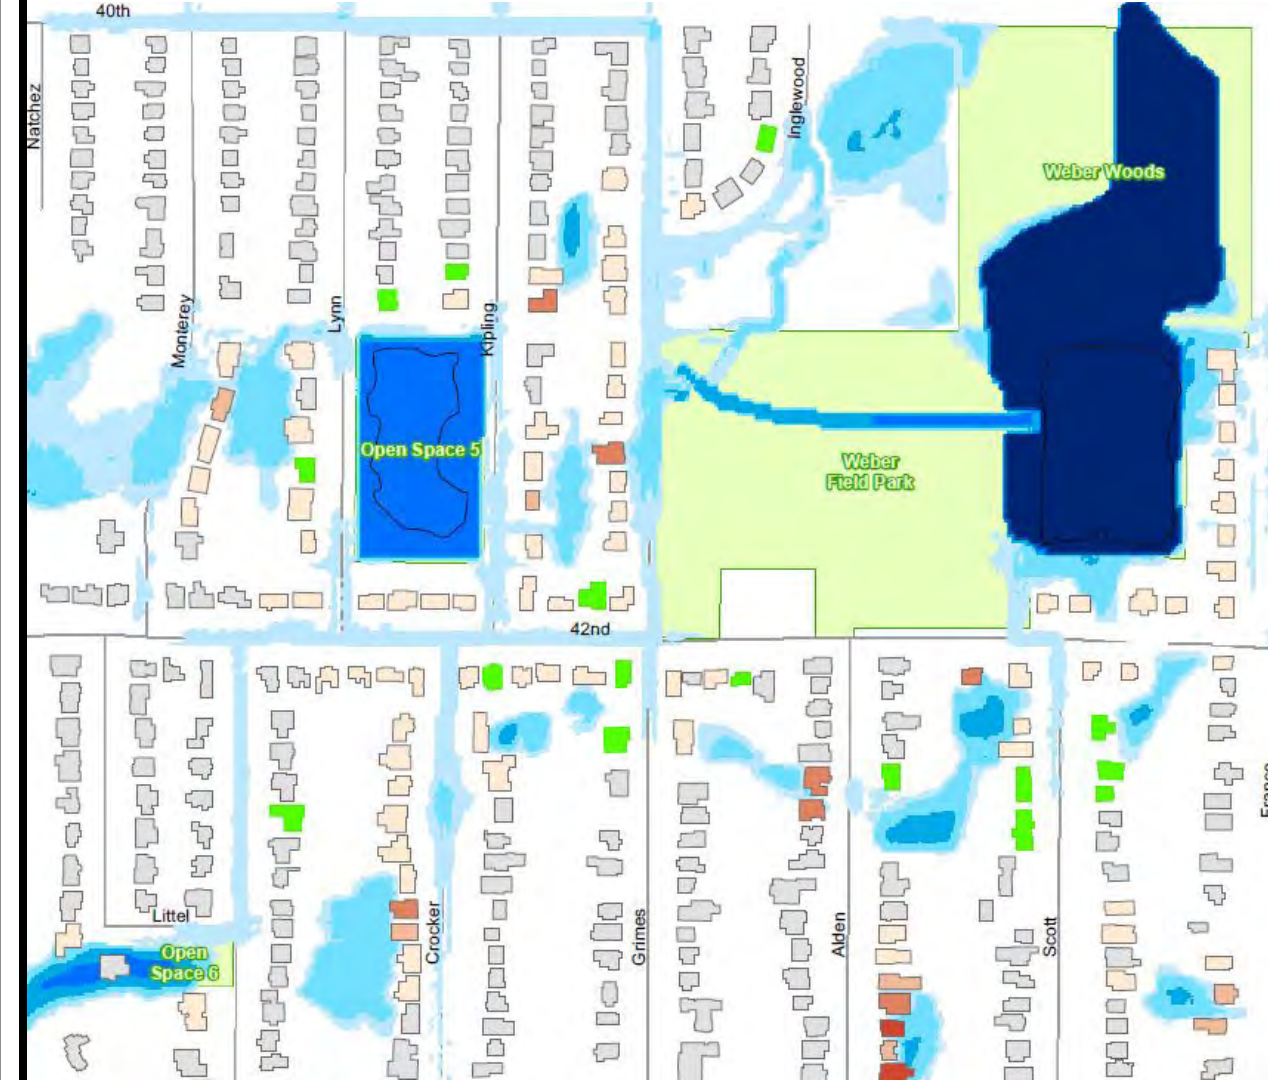 40th
Natchez
Inglewood
Weber Woods
Monterey
Lynn
Kipling
Open Space 5
Weber
Field Park
42nd
Littel
Open
Space 6
Crocker
Grimes
Alden
Scott
France